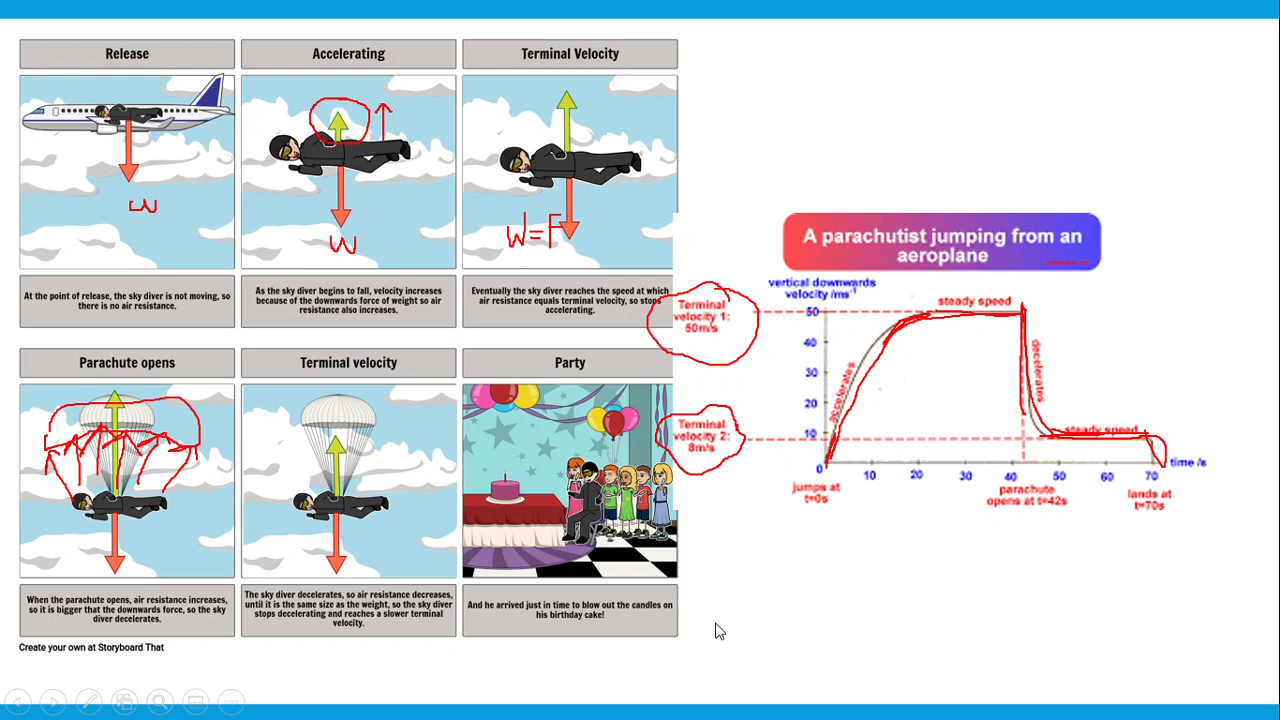 Release
Accelerating
Terminal Velocity
W
W
W=F
At the point of release, the sky diver is not moving, so
there is no air resistance.
As the sky diver begins to fall, velocity increases
because of the downwards force of weight so air
resistance also increases.
Eventually the sky diver reaches the speed at which
air resistance equals terminal velocity, so stops
accelerating.
Parachute opens
Terminal velocity
Party
When the parachute opens, air resistance increases,
so it is bigger that the downwards force, so the sky
diver decelerates.
The sky diver decelerates, so air resistance decreases,
until it is the same size as the weight, so the sky diver
stops decelerating and reaches a slower terminal
velocity.
And he arrived just in time to blow out the candles on
his birthday cake!
Create your own at Storyboard That
A parachutist jumping from an
aeroplane
vertical downwards
velocity /ms⁻¹
Terminal
velocity 1:
50m/s
Terminal
velocity 2:
8m/s
50
40
30
20
10
0
accelerates
steady speed
decelerates
steady speed
10
20
30
40
50
60
70
time /s
jumps at
t=0s
parachute
opens at t=42s
lands at
t=70s